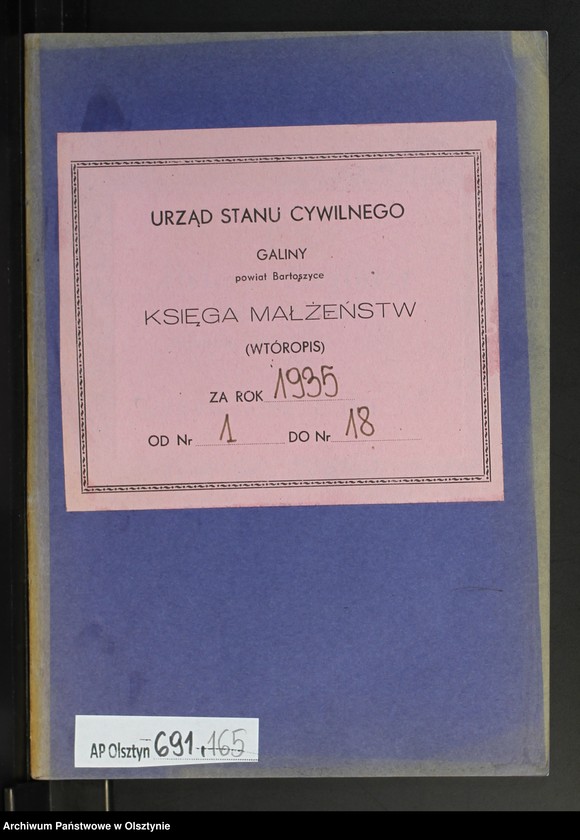 URZĄD STANU CYWILNEGO
GALINY
powiat Bartoszyce
KSIĘGA MAŁŻEŃSTW
(WTÓROPIS)
ZA ROK 1935
OD Nr 1 DO Nr 18
AP Olsztyn 691, 165
Archiwum Państwowe w Olsztynie